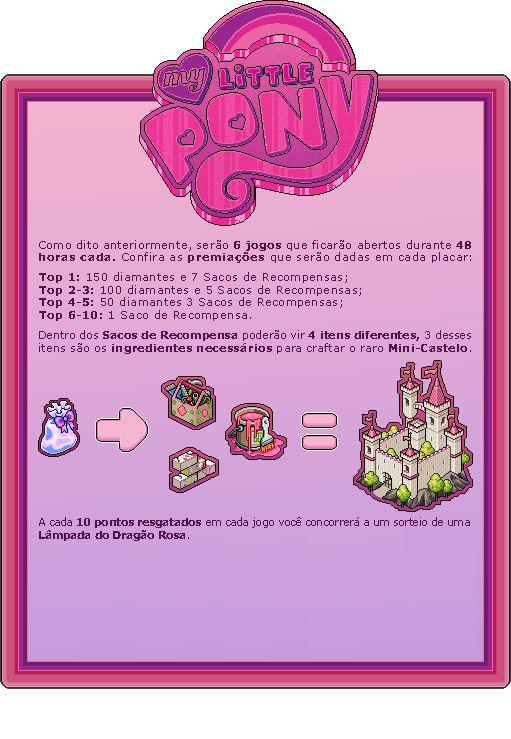 my
LITTLE
PONY
Como dito anteriormente, serão 6 jogos que ficarão abertos durante 48
horas cada. Confira as premiações que serão dadas em cada placar:
Top 1: 150 diamantes e 7 Sacos de Recompensas;
Top 2-3: 100 diamantes e 5 Sacos de Recompensas;
Top 4-5: 50 diamantes 3 Sacos de Recompensas;
Top 6-10: 1 Saco de Recompensa.
Dentro dos Sacos de Recompensa poderão vir 4 itens diferentes, 3 desses
itens são os ingredientes necessários para craftar o raro Mini-Castelo.
A cada 10 pontos resgatados em cada jogo você concorrerá a um sorteio de uma
Lâmpada do Dragão Rosa.